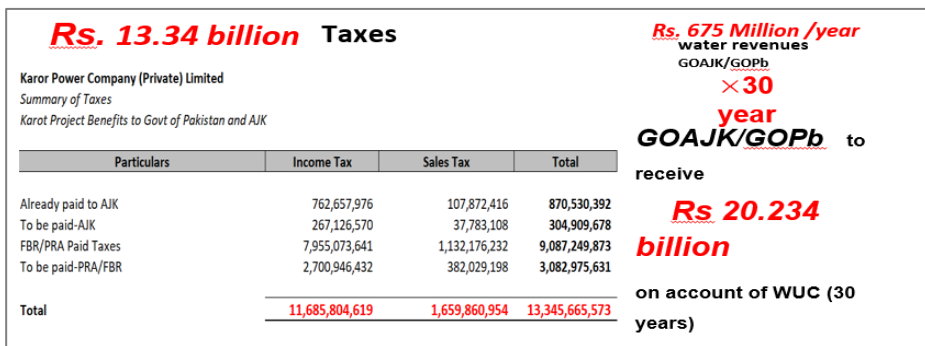 Rs. 13.34 billion Taxes
Karor Power Company (Private) Limited
Summary of Taxes
Karot Project Benefits to Govt of Pakistan and AJK
Particulars Income Tax Sales Tax Total
Already paid to AJK 762,657,976 107,872,416 870,530,392
To be paid-AJK 267,126,570 37,783,108 304,909,678
FBR/PRA Paid Taxes 7,955,073,641 1,132,176,232 9,087,249,873
To be paid-PRA/FBR 2,700,946,432 382,029,198 3,082,975,631
Total 11,685,804,619 1,659,860,954 13,345,665,573
Rs. 675 Million /year
water revenues
GOAJK/GOPb
×30
year
GOAJK/GOPb to
receive
Rs 20.234
billion
on account of WUC (30
years)